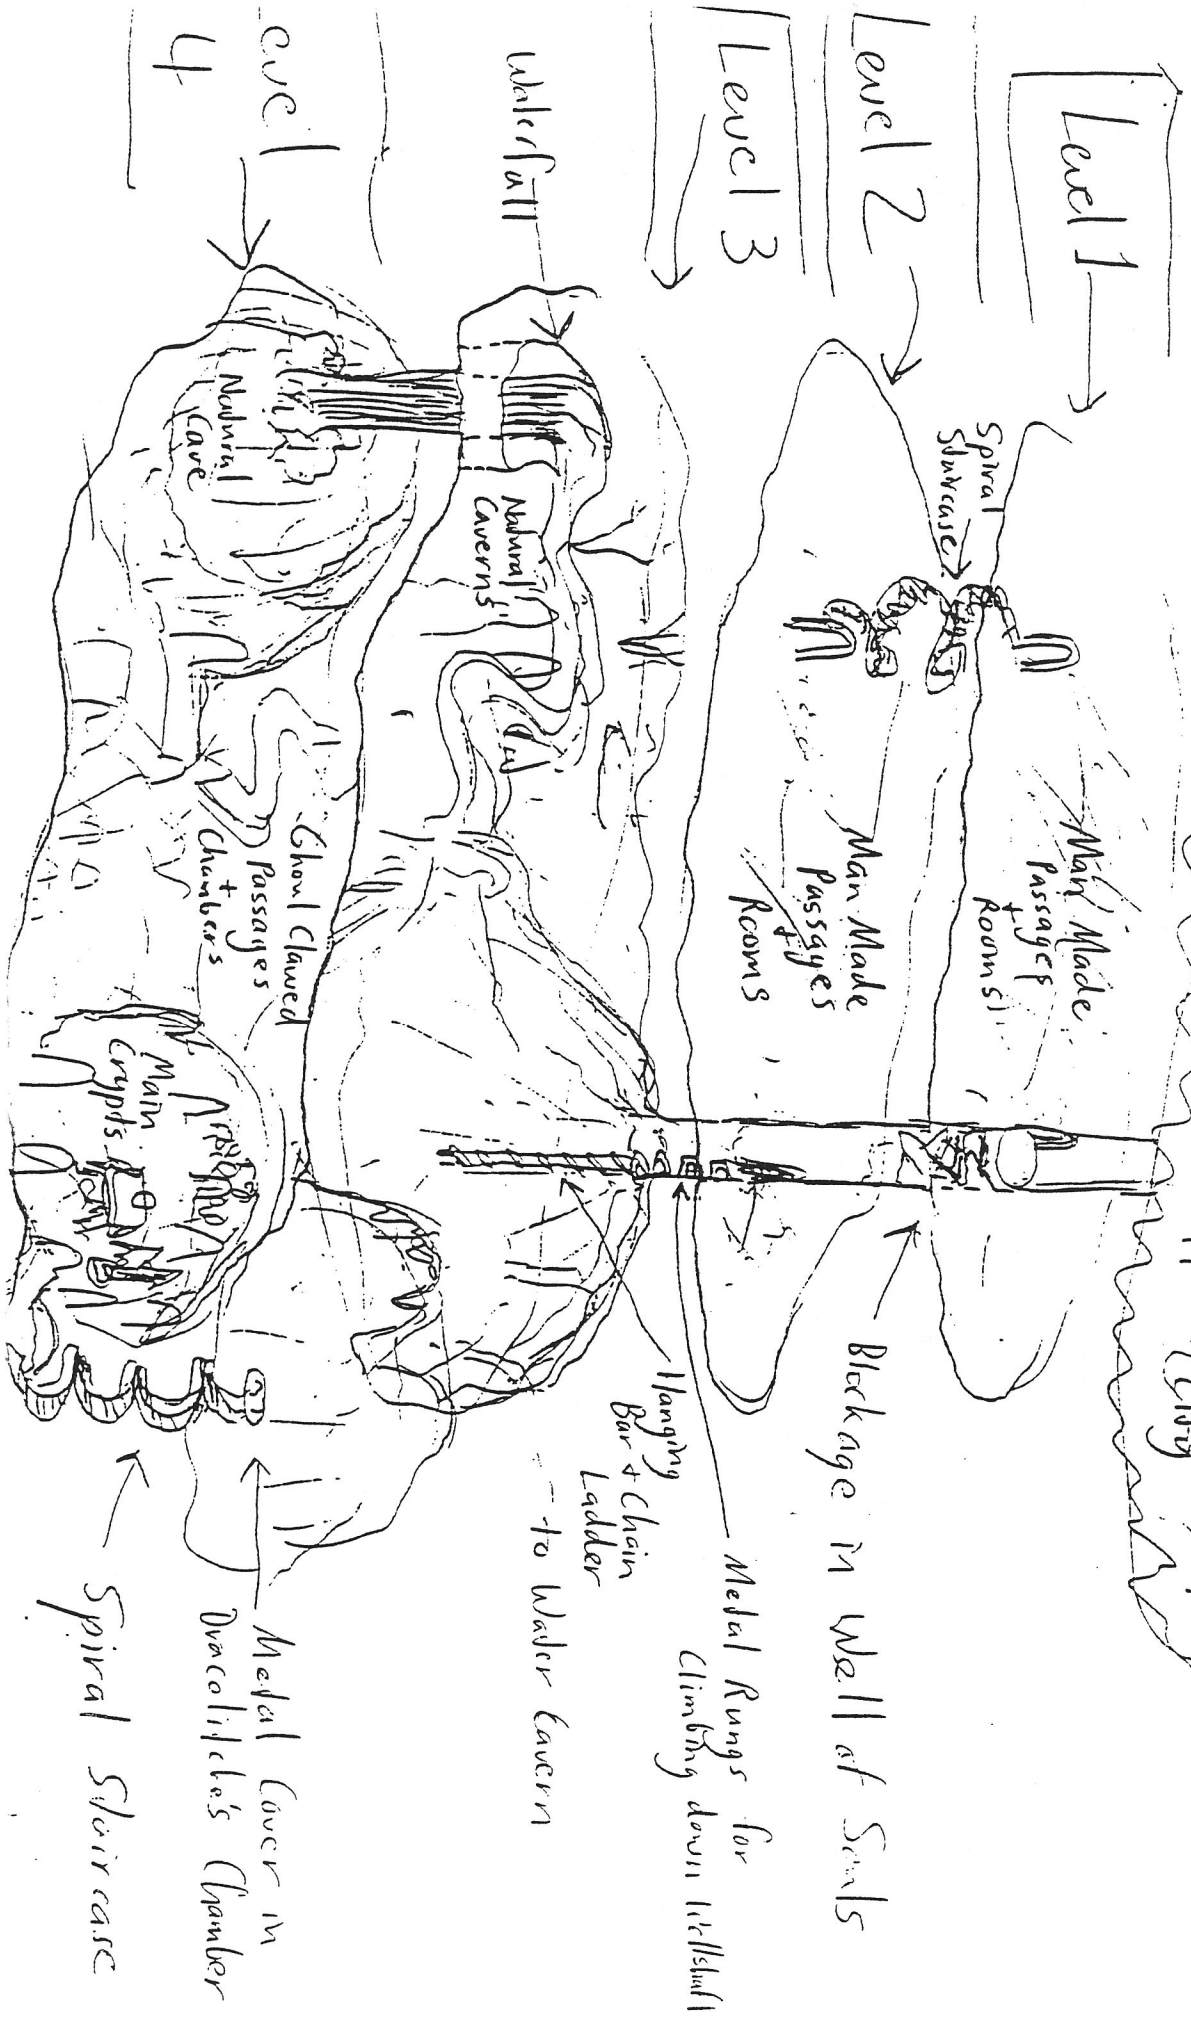 Level 1
Spiral
Staircase
Man Made
Passages
+
Rooms
Level 2
Man Made
Passages
+
Rooms
Blockage in Well of Souls
Level 3
Metal Rungs for
Climbing down Wellshaft
Hanging
Bar + Chain
Ladder
Waterfall
Natural
Caverns
to Water Cavern
evel
4
Natural
Cave
Ghoul Clawed
Passages
+
Chambers
Main
Crypts
Metal Cover in
Dracolitche's Chamber
Spiral Staircase